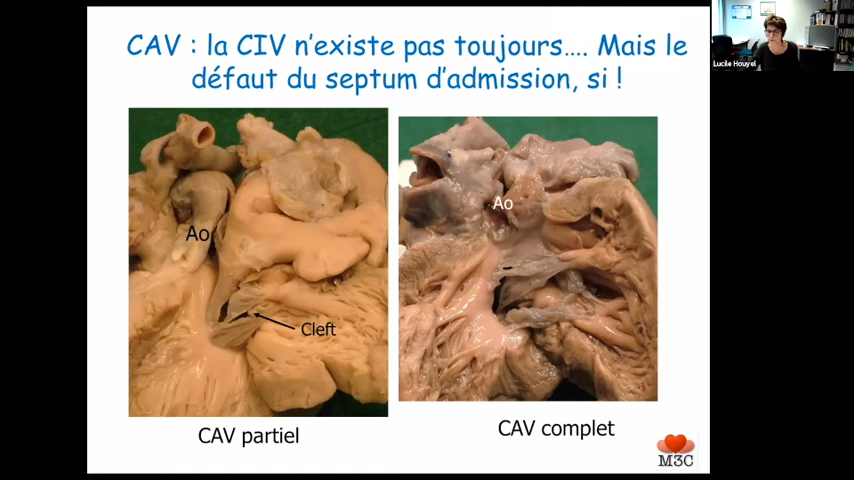 CAV : la CIV n'existe pas toujours…. Mais le
défaut du septum d'admission, si !
Lucile Houyel
Ao
Ao
Cleft
CAV partiel
CAV complet
M3C